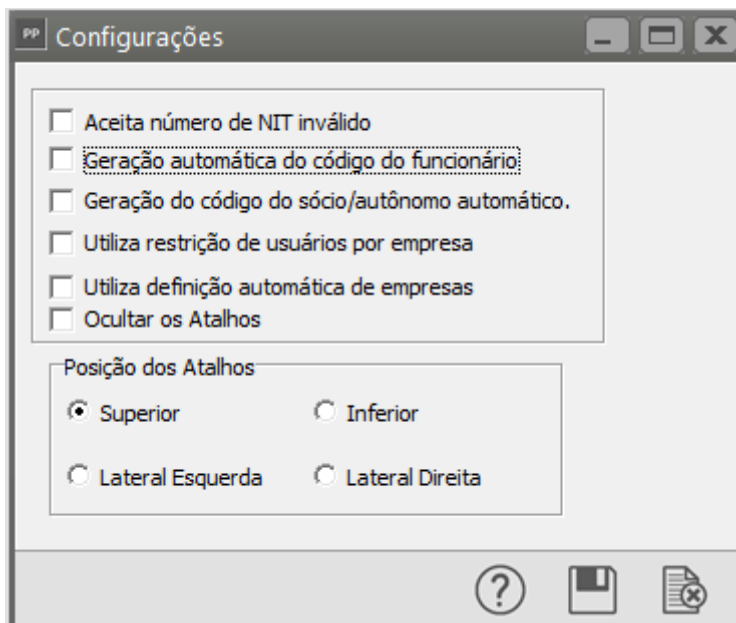 PP Configurações
Aceita número de NIT inválido
Geração automática do código do funcionário
Geração do código do sócio/autônomo automático.
Utiliza restrição de usuários por empresa
Utiliza definição automática de empresas
Ocultar os Atalhos
Posição dos Atalhos
Superior Inferior
Lateral Esquerda Lateral Direita
?